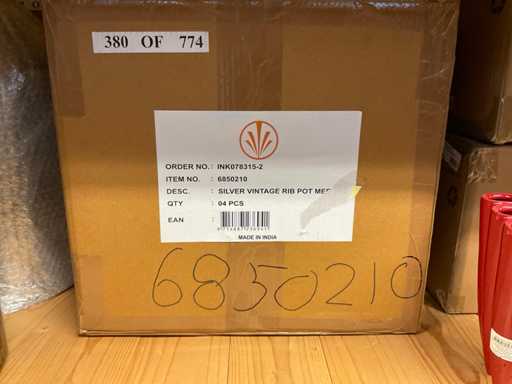 380 OF 774
ORDER NO. : INK078315-2
ITEM NO. : 6850210
DESC. : SILVER VINTAGE RIB POT MED
QTY : 04 PCS
EAN :
MADE IN INDIA
6850210